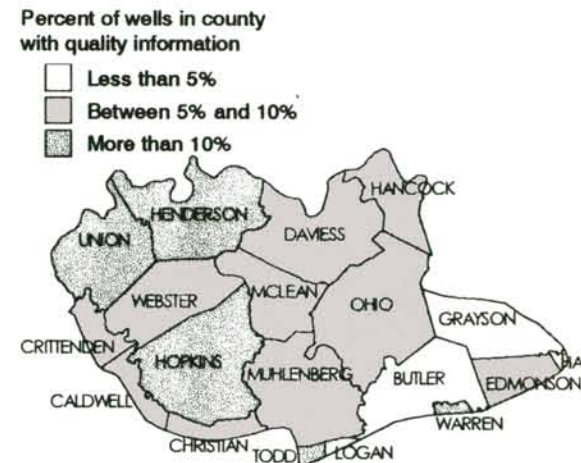 Percent of wells in county
with quality information
Less than 5%
Between 5% and 10%
More than 10%
HANCOCK
HENDERSON
UNION
DAVIESS
WEBSTER
MCLEAN
OHIO
GRAYSON
CRITTENDEN
HOPKINS
MUHLENBERG
BUTLER
EDMONSON
CALDWELL
WARREN
CHRISTIAN
TODD
LOGAN